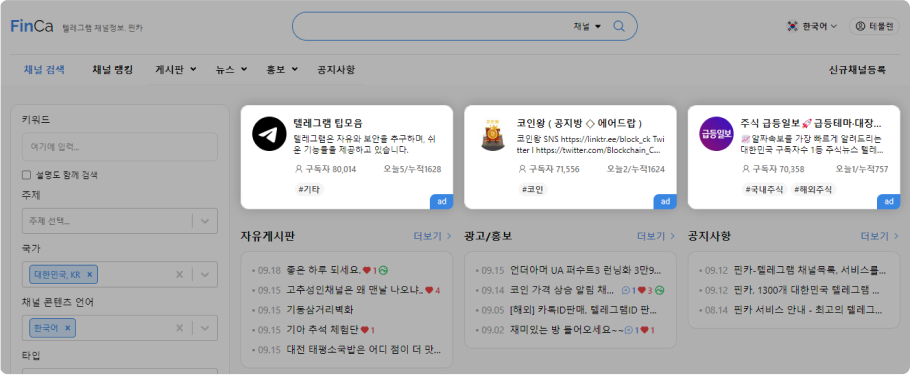 FinCa 텔레그램 채널정보, 핀카
채널
한국어
테플랜
채널 검색 채널 랭킹 게시판 뉴스 홍보 공지사항 신규채널등록
키워드
여기에 입력...
설명도 함께 검색
주제
주제 선택...
국가
대한민국, KR ×
채널 콘텐츠 언어
한국어 ×
타입
텔레그램 팁모음
텔레그램은 자유와 보안을 추구하며, 쉬
운 기능들을 제공하고 있습니다.
구독자 80,014 오늘5/누적1628
#기타
ad
코인왕 ( 공지방 ◇ 에어드랍 )
코인왕 SNS https://linktr.ee/block_ck Twi
tter l https://twitter.com/Blockchain_C...
구독자 71,556 오늘2/누적1624
#코인
ad
급등일보
주식 급등일보🚀급등테마·대장...
📈알짜속보를 가장 빠르게 알려드리는
대한민국 구독자수 1등 주식뉴스 텔레...
구독자 70,358 오늘1/누적757
#국내주식 #해외주식
ad
자유게시판 더보기 >
• 09.18 좋은 하루 되세요. ♥1
• 09.15 고주성인채널은 왜 맨날 나오냐.. ♥4
• 09.15 기동삼거리벽화
• 09.15 기아 추석 체험단 ♥1
• 09.15 대전 태평소국밥은 어디 점이 더 맛...
광고/홍보 더보기 >
• 09.15 언더아머 UA 퍼수트3 런닝화 3만9...
• 09.14 코인 가격 상승 알림 채... 1 ♥3
• 09.05 [해외] 카톡ID판매, 텔레그램ID 판...
• 09.02 재미있는 방 들어오세요~~ 1 ♥1
공지사항 더보기 >
• 09.12 핀카-텔레그램 채널목록, 서비스를...
• 09.12 핀카, 1300개 대한민국 텔레그램 ...
• 08.14 핀카 서비스 안내 - 최고의 텔레그...